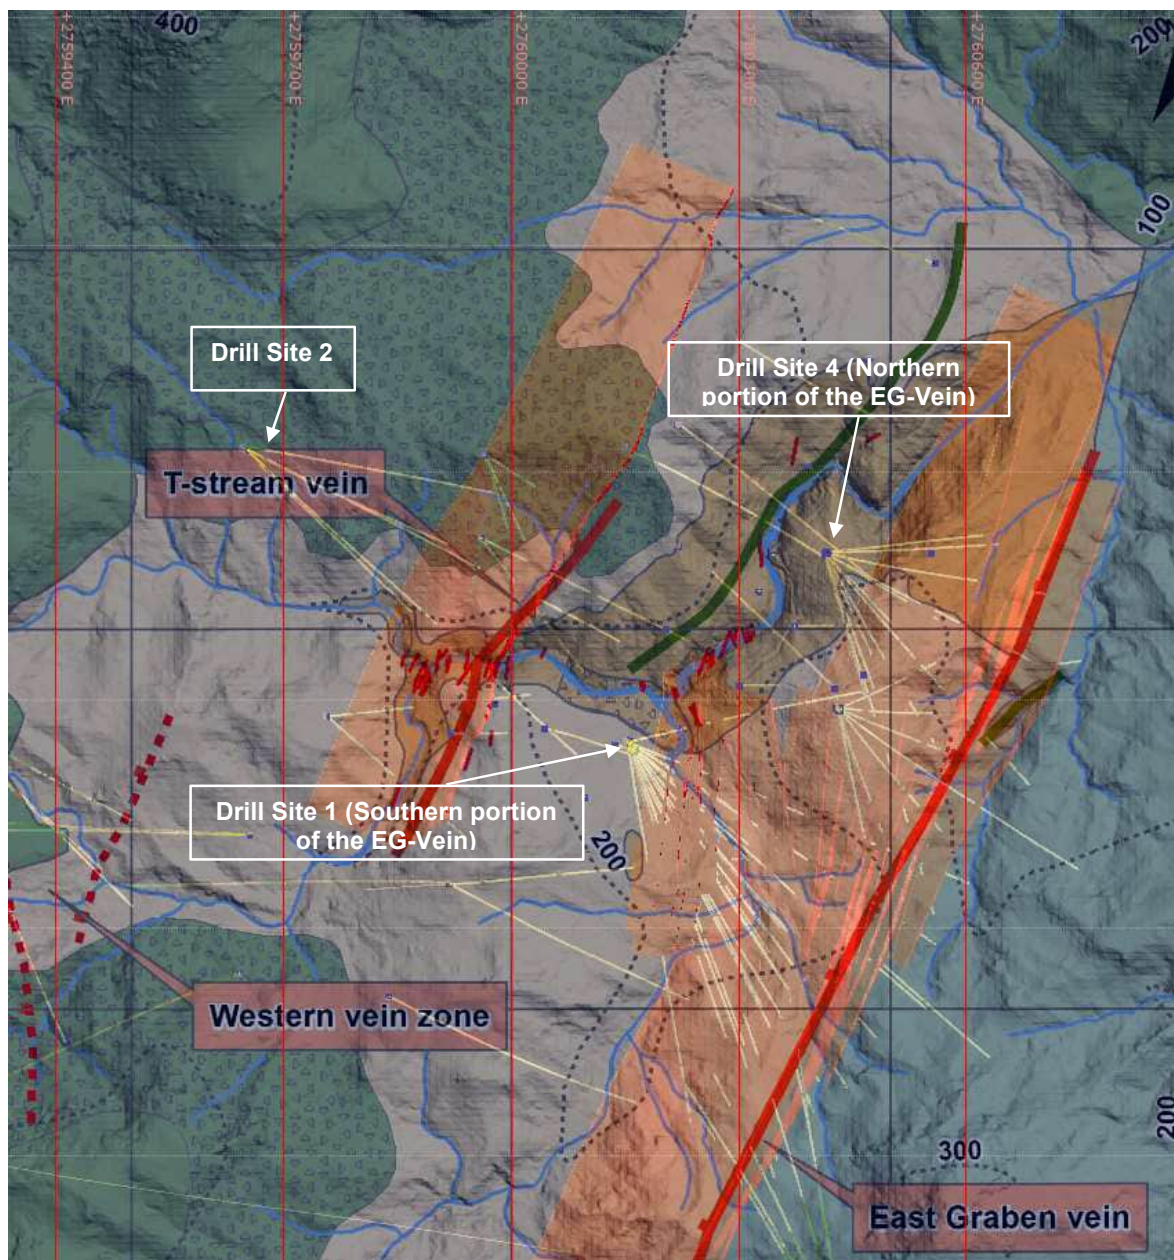 400
+2759400 E
+2759700 E
+2760000 E
+2760600 E
200
100
Drill Site 2
Drill Site 4 (Northern
portion of the EG-Vein)
T-stream vein
Drill Site 1 (Southern portion
of the EG-Vein)
200
Western vein zone
200
300
East Graben vein